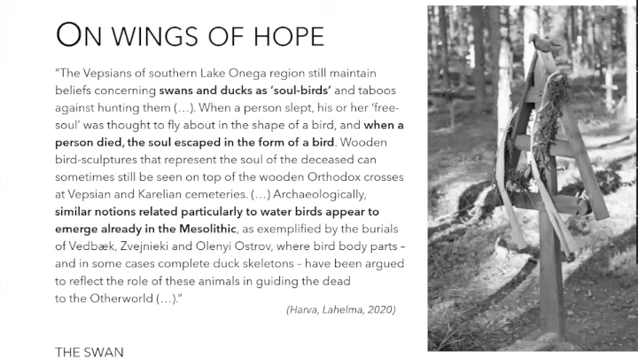 ON WINGS OF HOPE
“The Vepsians of southern Lake Onega region still maintain
beliefs concerning swans and ducks as ‘soul-birds’ and taboos
against hunting them (...). When a person slept, his or her ‘free-
soul’ was thought to fly about in the shape of a bird, and when a
person died, the soul escaped in the form of a bird. Wooden
bird-sculptures that represent the soul of the deceased can
sometimes still be seen on top of the wooden Orthodox crosses
at Vepsian and Karelian cemeteries. (...) Archaeologically,
similar notions related particularly to water birds appear to
emerge already in the Mesolithic, as exemplified by the burials
of Vedbæk, Zvejnieki and Olenyi Ostrov, where bird body parts –
and in some cases complete duck skeletons – have been argued
to reflect the role of these animals in guiding the dead
to the Otherworld (...).”
(Harva, Lahelma, 2020)
THE SWAN